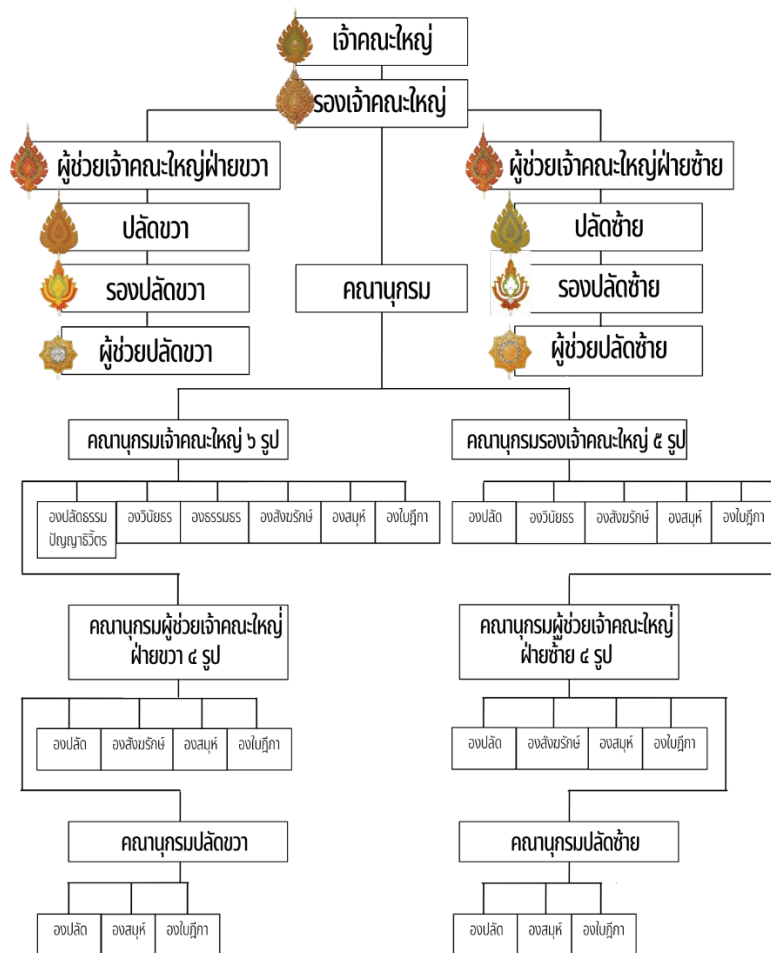 เจ้าคณะใหญ่
รองเจ้าคณะใหญ่
ผู้ช่วยเจ้าคณะใหญ่ฝ่ายขวา
ผู้ช่วยเจ้าคณะใหญ่ฝ่ายซ้าย
ปลัดขวา
ปลัดซ้าย
รองปลัดขวา
คณานุกรม
รองปลัดซ้าย
ผู้ช่วยปลัดขวา
ผู้ช่วยปลัดซ้าย
คณานุกรมเจ้าคณะใหญ่ ๖ รูป
คณานุกรมรองเจ้าคณะใหญ่ ๕ รูป
องปลัดธรรม
ปัญญาธิวัตร
องวินัยธร
องธรรมธร
องสังฆรักษ์
องสมุห์
องใบฎีกา
องปลัด
องวินัยธร
องสังฆรักษ์
องสมุห์
องใบฎีกา
คณานุกรมผู้ช่วยเจ้าคณะใหญ่
ฝ่ายขวา ๔ รูป
คณานุกรมผู้ช่วยเจ้าคณะใหญ่
ฝ่ายซ้าย ๔ รูป
องปลัด
องสังฆรักษ์
องสมุห์
องใบฎีกา
องปลัด
องสังฆรักษ์
องสมุห์
องใบฎีกา
คณานุกรมปลัดขวา
คณานุกรมปลัดซ้าย
องปลัด
องสมุห์
องใบฎีกา
องปลัด
องสมุห์
องใบฎีกา